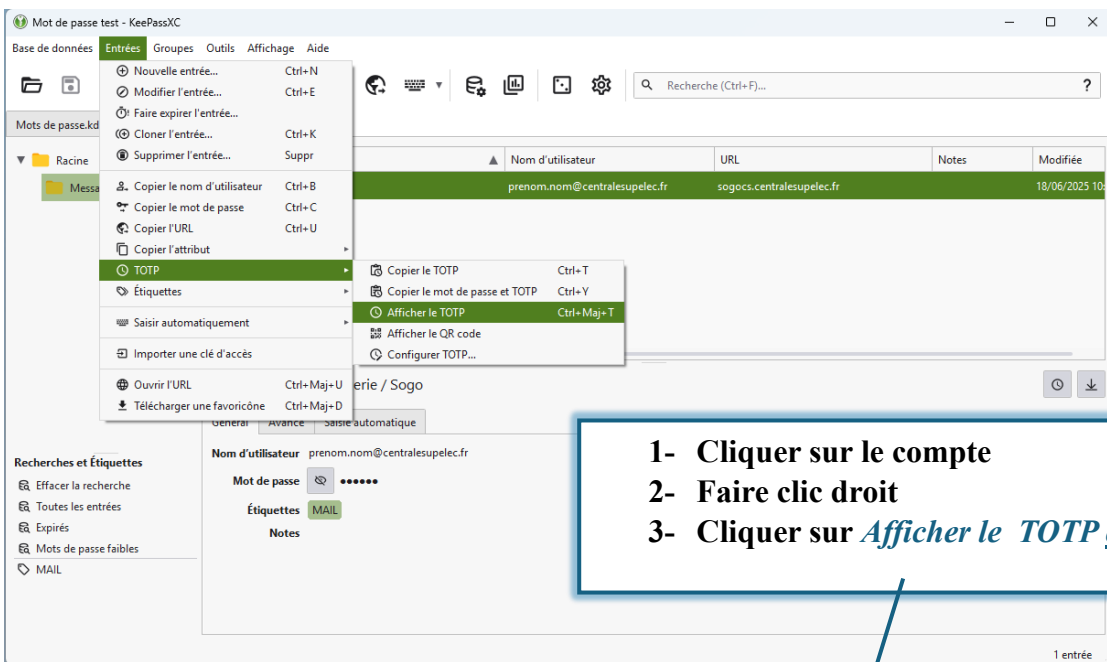 Mot de passe test - KeePassXC
Base de données Entrées Groupes Outils Affichage Aide
Recherche (Ctrl+F)...
?
Mots de passe.kd
Nouvelle entrée... Ctrl+N
Modifier l'entrée... Ctrl+E
Faire expirer l'entrée...
Cloner l'entrée... Ctrl+K
Supprimer l'entrée... Suppr
Copier le nom d'utilisateur Ctrl+B
Copier le mot de passe Ctrl+C
Copier l'URL Ctrl+U
Copier l'attribut
TOTP
Étiquettes
Saisir automatiquement
Importer une clé d'accès
Ouvrir l'URL Ctrl+Maj+U
Télécharger une favoricône Ctrl+Maj+D
Copier le TOTP Ctrl+T
Copier le mot de passe et TOTP Ctrl+Y
Afficher le TOTP Ctrl+Maj+T
Afficher le QR code
Configurer TOTP...
Racine
Messa
Nom d'utilisateur URL Notes Modifiée
prenom.nom@centralesupelec.fr sogocs.centralesupelec.fr 18/06/2025 10:
erie / Sogo
Général Avancé Saisie automatique
Nom d'utilisateur prenom.nom@centralesupelec.fr
Mot de passe ●●●●●●
Étiquettes MAIL
Notes
Recherches et Étiquettes
Effacer la recherche
Toutes les entrées
Expirés
Mots de passe faibles
MAIL
1- Cliquer sur le compte
2- Faire clic droit
3- Cliquer sur Afficher le TOTP
1 entrée